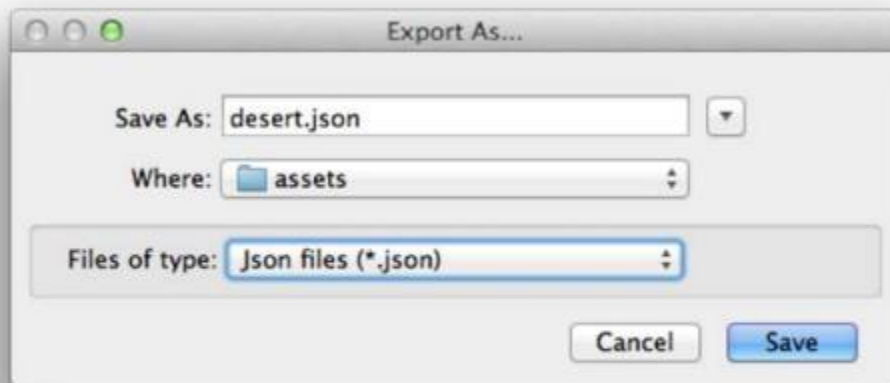 Export As...
Save As: desert.json
Where: assets
Files of type: Json files (*.json)
Cancel Save